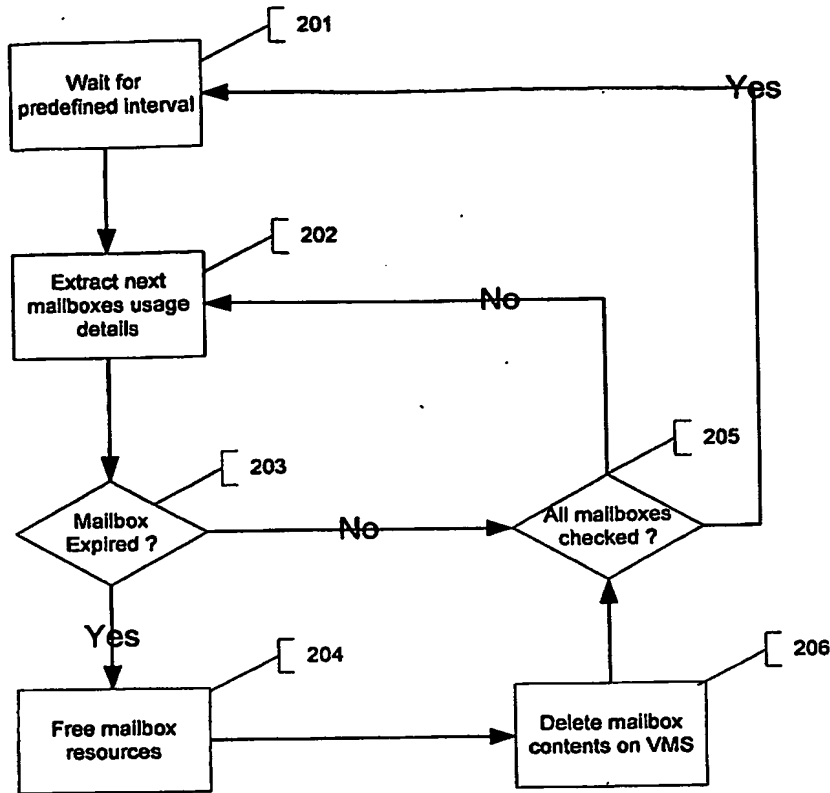 201
Wait for
predefined interval
Yes
202
Extract next
mailboxes usage
details
No
205
203
Mailbox
Expired ?
No
All mailboxes
checked ?
Yes
204
206
Free mailbox
resources
Delete mailbox
contents on VMS